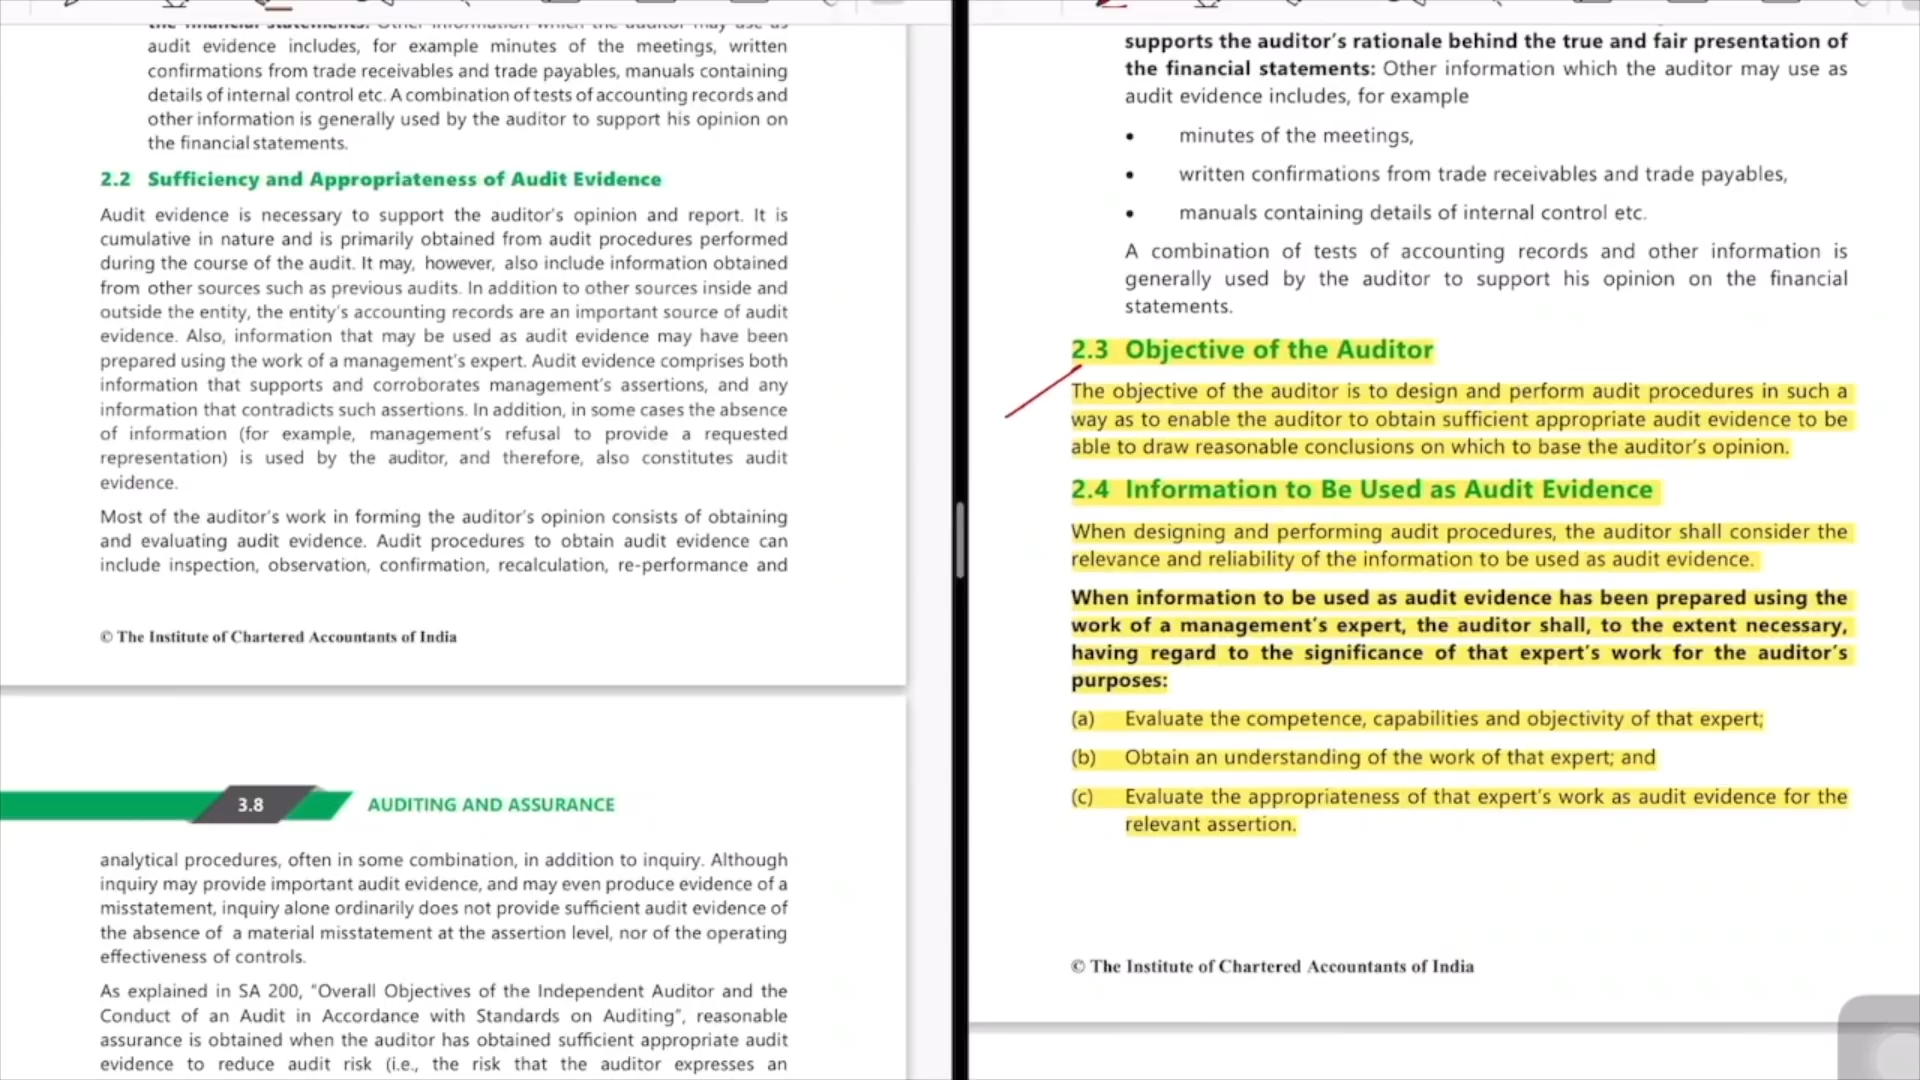 the financial statements: Other information which the auditor may use as
audit evidence includes, for example minutes of the meetings, written
confirmations from trade receivables and trade payables, manuals containing
details of internal control etc. A combination of tests of accounting records and
other information is generally used by the auditor to support his opinion on
the financial statements.
2.2 Sufficiency and Appropriateness of Audit Evidence
Audit evidence is necessary to support the auditor's opinion and report. It is
cumulative in nature and is primarily obtained from audit procedures performed
during the course of the audit. It may, however, also include information obtained
from other sources such as previous audits. In addition to other sources inside and
outside the entity, the entity's accounting records are an important source of audit
evidence. Also, information that may be used as audit evidence may have been
prepared using the work of a management's expert. Audit evidence comprises both
information that supports and corroborates management's assertions, and any
information that contradicts such assertions. In addition, in some cases the absence
of information (for example, management's refusal to provide a requested
representation) is used by the auditor, and therefore, also constitutes audit
evidence.
Most of the auditor's work in forming the auditor's opinion consists of obtaining
and evaluating audit evidence. Audit procedures to obtain audit evidence can
include inspection, observation, confirmation, recalculation, re-performance and
© The Institute of Chartered Accountants of India
3.8 AUDITING AND ASSURANCE
analytical procedures, often in some combination, in addition to inquiry. Although
inquiry may provide important audit evidence, and may even produce evidence of a
misstatement, inquiry alone ordinarily does not provide sufficient audit evidence of
the absence of a material misstatement at the assertion level, nor of the operating
effectiveness of controls.
As explained in SA 200, "Overall Objectives of the Independent Auditor and the
Conduct of an Audit in Accordance with Standards on Auditing", reasonable
assurance is obtained when the auditor has obtained sufficient appropriate audit
evidence to reduce audit risk (i.e., the risk that the auditor expresses an
supports the auditor's rationale behind the true and fair presentation of
the financial statements: Other information which the auditor may use as
audit evidence includes, for example
• minutes of the meetings,
• written confirmations from trade receivables and trade payables,
• manuals containing details of internal control etc.
A combination of tests of accounting records and other information is
generally used by the auditor to support his opinion on the financial
statements.
2.3 Objective of the Auditor
The objective of the auditor is to design and perform audit procedures in such a
way as to enable the auditor to obtain sufficient appropriate audit evidence to be
able to draw reasonable conclusions on which to base the auditor's opinion.
2.4 Information to Be Used as Audit Evidence
When designing and performing audit procedures, the auditor shall consider the
relevance and reliability of the information to be used as audit evidence.
When information to be used as audit evidence has been prepared using the
work of a management's expert, the auditor shall, to the extent necessary,
having regard to the significance of that expert's work for the auditor's
purposes:
(a) Evaluate the competence, capabilities and objectivity of that expert;
(b) Obtain an understanding of the work of that expert; and
(c) Evaluate the appropriateness of that expert's work as audit evidence for the
relevant assertion.
© The Institute of Chartered Accountants of India